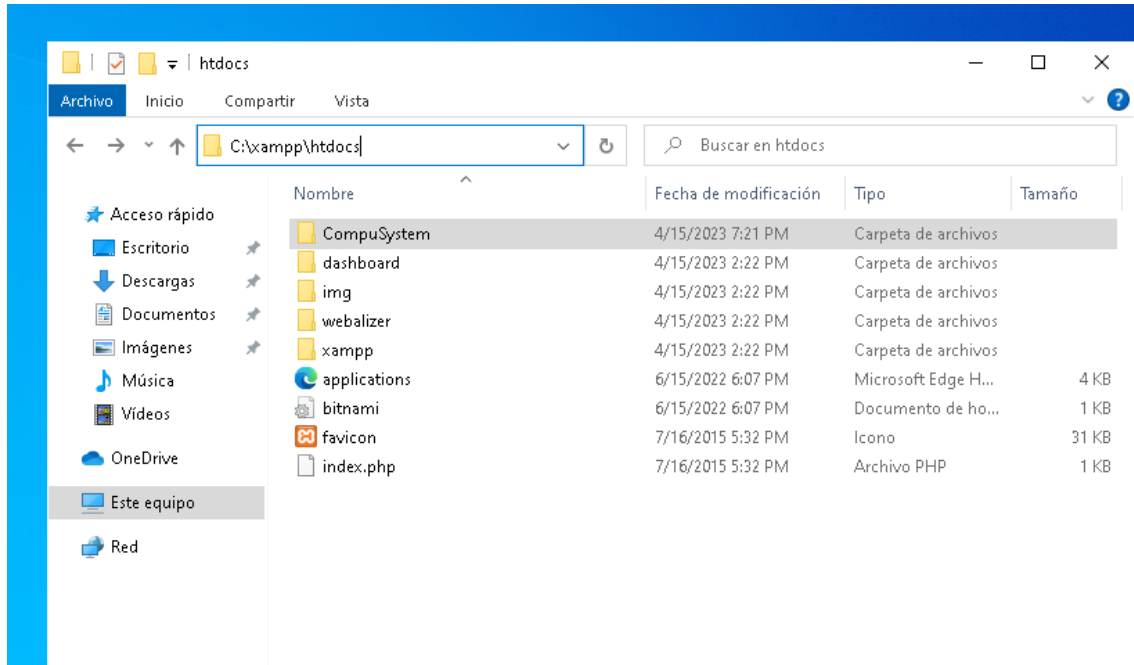 htdocs
Archivo Inicio Compartir Vista
C:\xampp\htdocs Buscar en htdocs
Nombre Fecha de modificación Tipo Tamaño
Acceso rápido
Escritorio
Descargas
Documentos
Imágenes
Música
Vídeos
OneDrive
Este equipo
Red
CompuSystem 4/15/2023 7:21 PM Carpeta de archivos
dashboard 4/15/2023 2:22 PM Carpeta de archivos
img 4/15/2023 2:22 PM Carpeta de archivos
webalizer 4/15/2023 2:22 PM Carpeta de archivos
xampp 4/15/2023 2:22 PM Carpeta de archivos
applications 6/15/2022 6:07 PM Microsoft Edge H... 4 KB
bitnami 6/15/2022 6:07 PM Documento de ho... 1 KB
favicon 7/16/2015 5:32 PM Icono 31 KB
index.php 7/16/2015 5:32 PM Archivo PHP 1 KB